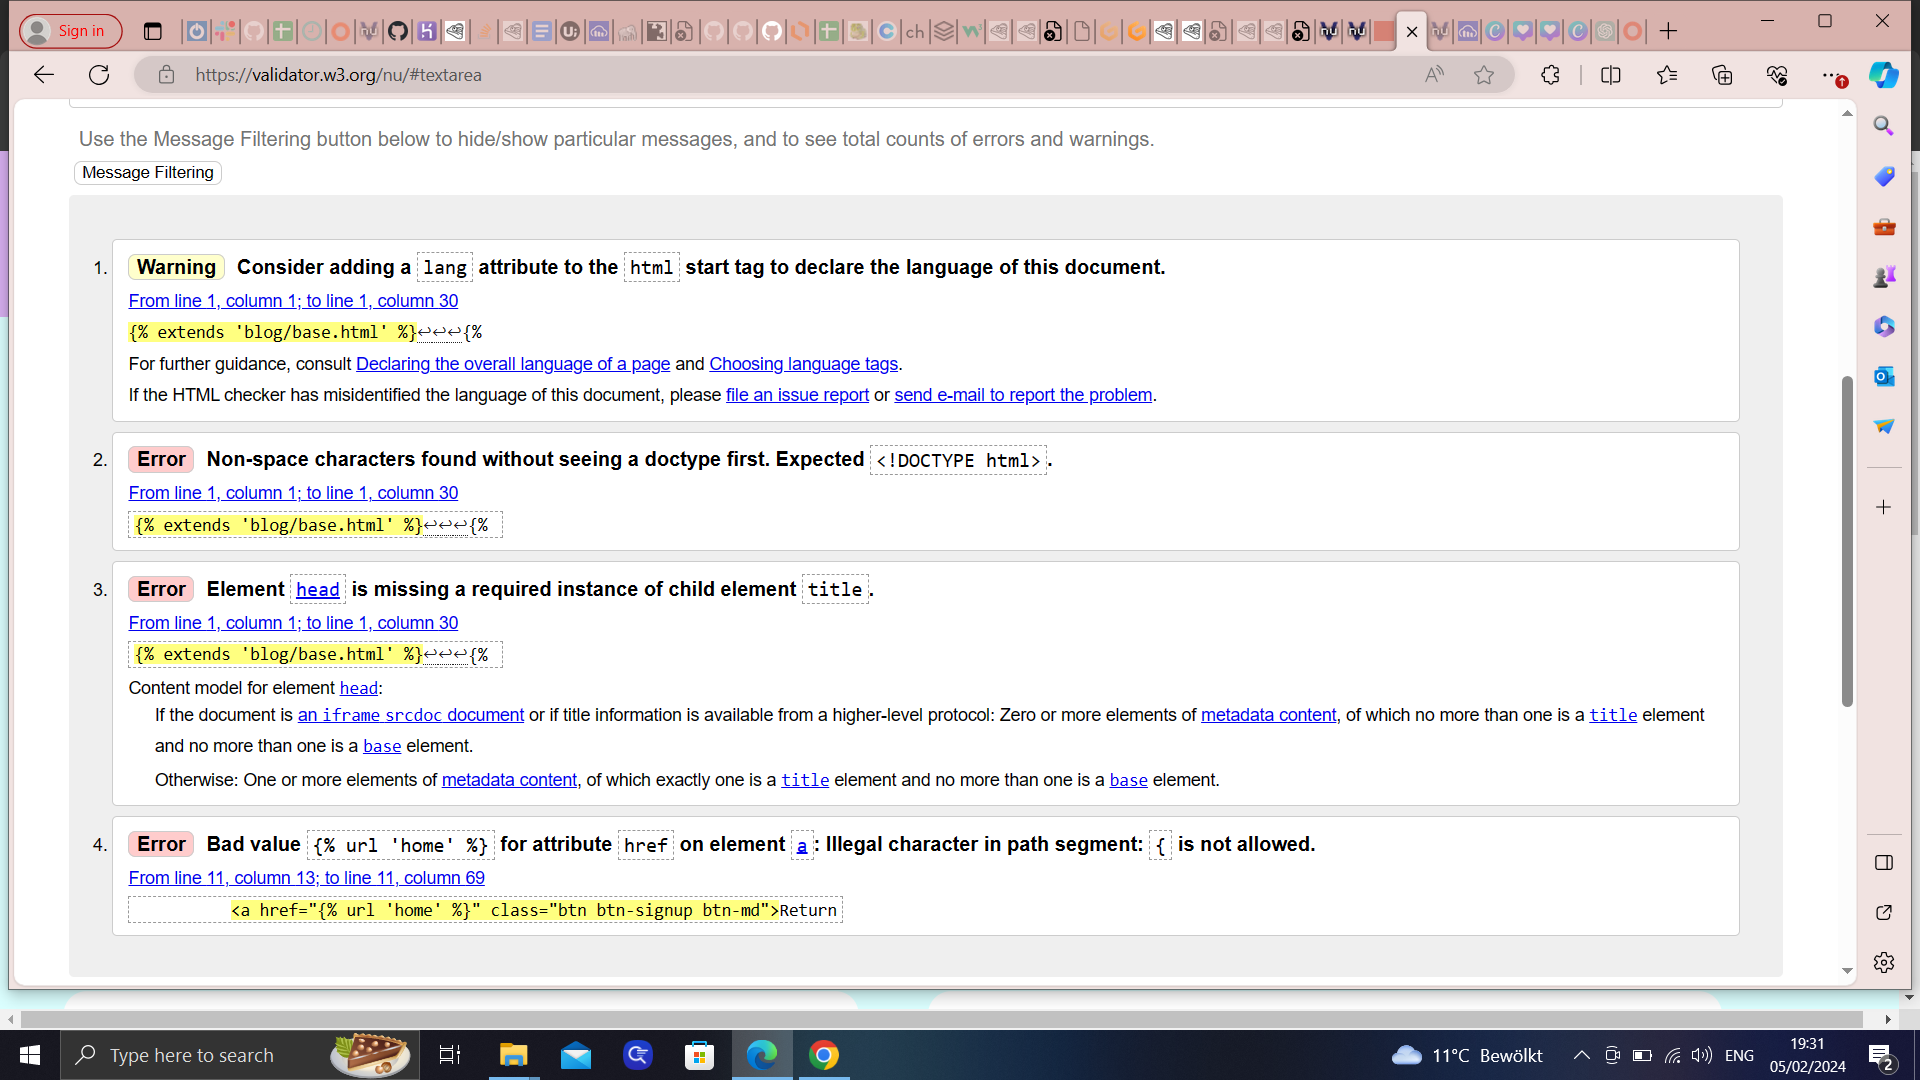 Sign in
ch
https://validator.w3.org/nu/#textarea
Use the Message Filtering button below to hide/show particular messages, and to see total counts of errors and warnings.
Message Filtering
1. Warning Consider adding a lang attribute to the html start tag to declare the language of this document.
From line 1, column 1; to line 1, column 30
{% extends 'blog/base.html' %}↩↩↩{%
For further guidance, consult Declaring the overall language of a page and Choosing language tags.
If the HTML checker has misidentified the language of this document, please file an issue report or send e-mail to report the problem.
2. Error Non-space characters found without seeing a doctype first. Expected <!DOCTYPE html>.
From line 1, column 1; to line 1, column 30
{% extends 'blog/base.html' %}↩↩↩{%
3. Error Element head is missing a required instance of child element title.
From line 1, column 1; to line 1, column 30
{% extends 'blog/base.html' %}↩↩↩{%
Content model for element head:
If the document is an iframe srcdoc document or if title information is available from a higher-level protocol: Zero or more elements of metadata content, of which no more than one is a title element
and no more than one is a base element.
Otherwise: One or more elements of metadata content, of which exactly one is a title element and no more than one is a base element.
4. Error Bad value {% url 'home' %} for attribute href on element a: Illegal character in path segment: { is not allowed.
From line 11, column 13; to line 11, column 69
<a href="{% url 'home' %}" class="btn btn-signup btn-md">Return
Type here to search
11°C Bewölkt
ENG
19:31
05/02/2024
2